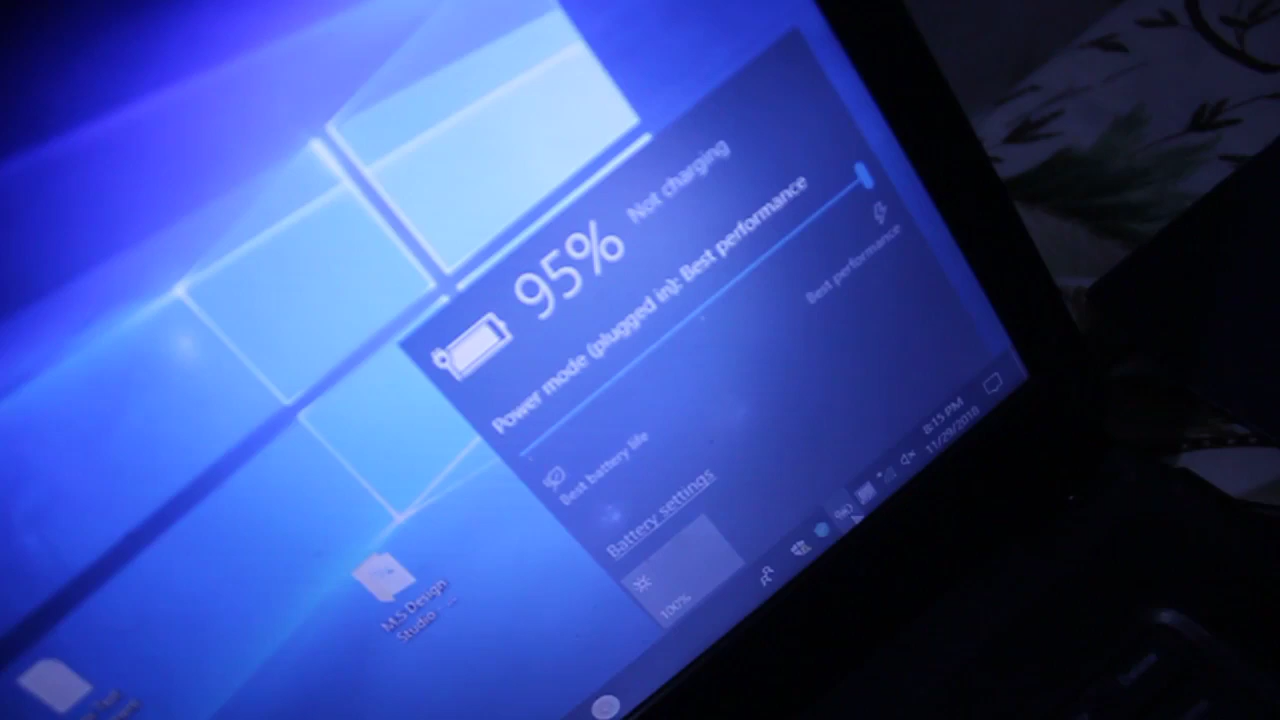 95% Not charging
Power mode (plugged in): Best performance
Best battery life
Best performance
Battery settings
100%
8:15 PM
11/29/2018
M.S Design
Studio - ...